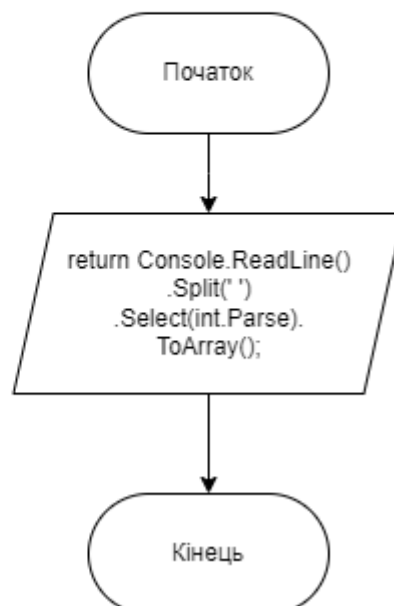 Початок
return Console.ReadLine()
.Split(' ')
.Select(int.Parse).
ToArray();
Кінець